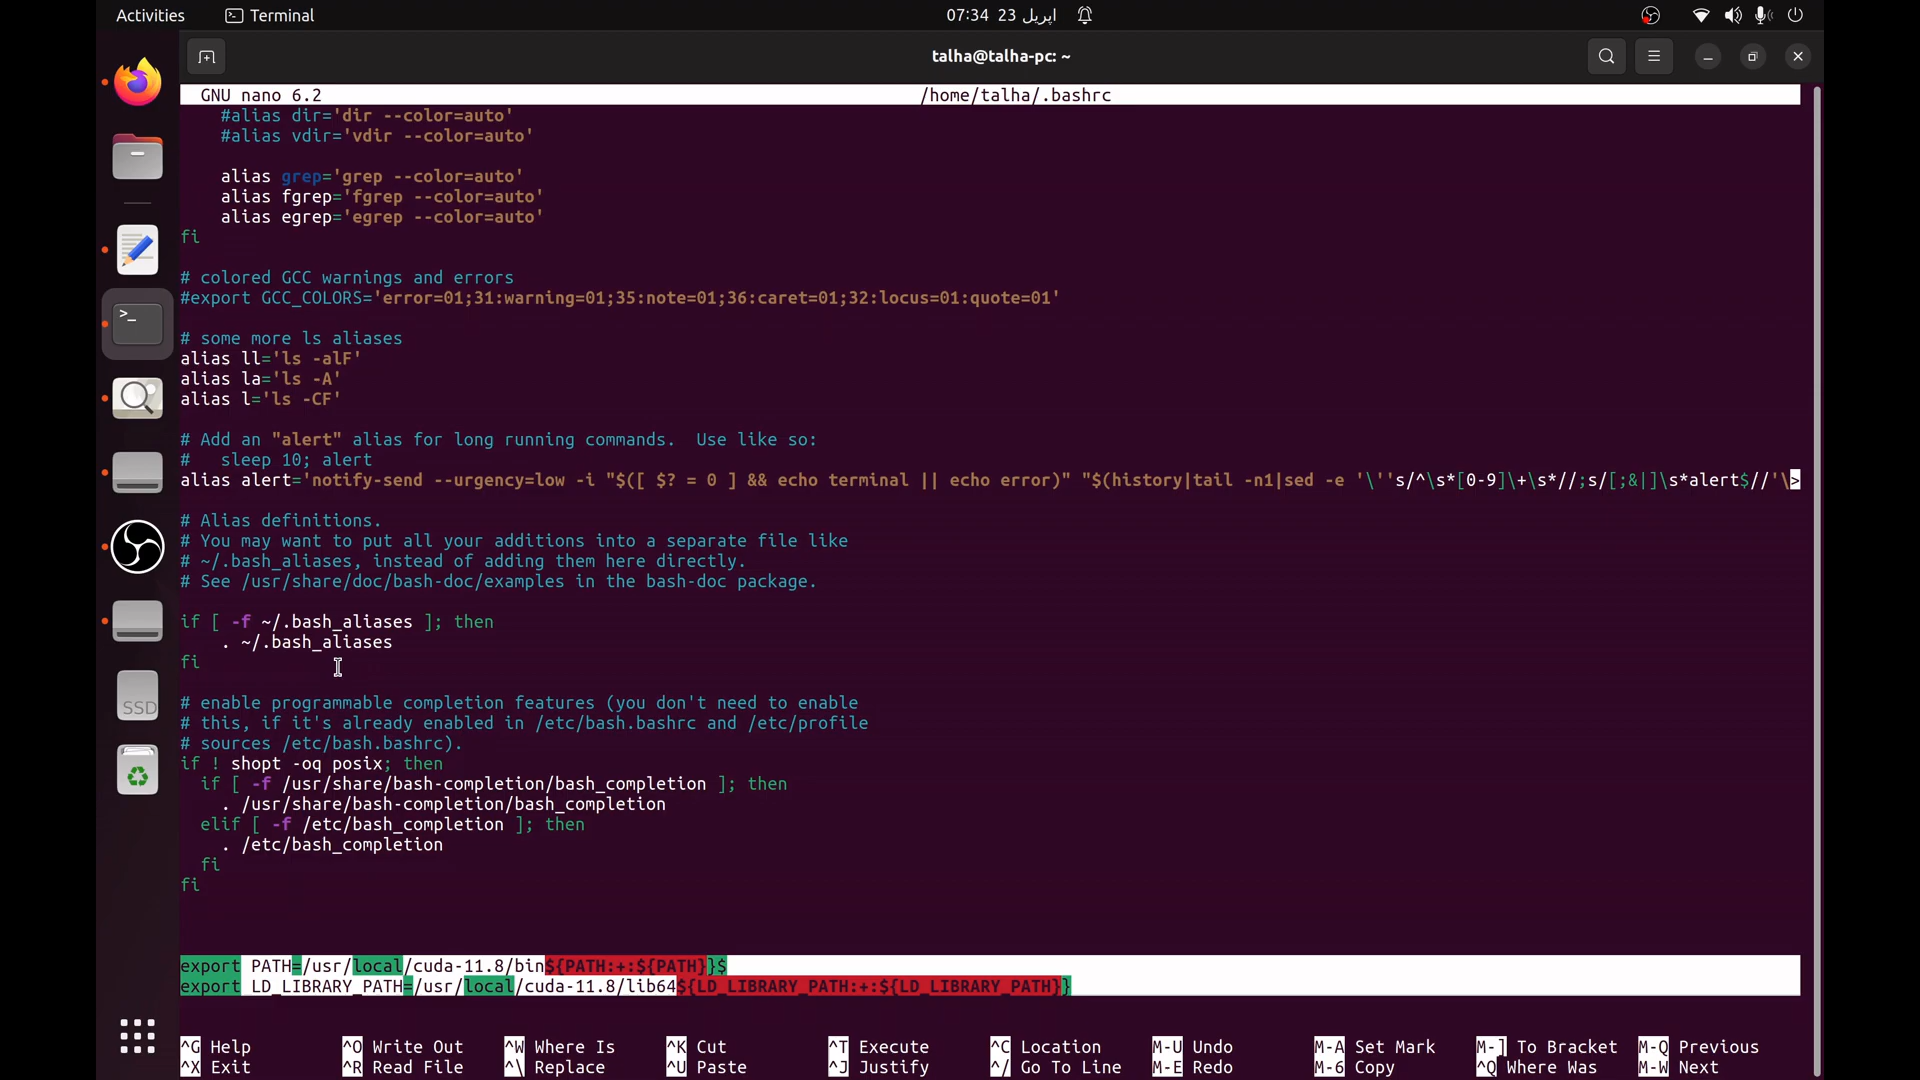 Activities
Terminal
07:34 23 اپریل
talha@talha-pc: ~
GNU nano 6.2
/home/talha/.bashrc
#alias dir='dir --color=auto'
#alias vdir='vdir --color=auto'
alias grep='grep --color=auto'
alias fgrep='fgrep --color=auto'
alias egrep='egrep --color=auto'
fi
# colored GCC warnings and errors
#export GCC_COLORS='error=01;31:warning=01;35:note=01;36:caret=01;32:locus=01:quote=01'
# some more ls aliases
alias ll='ls -alF'
alias la='ls -A'
alias l='ls -CF'
# Add an "alert" alias for long running commands.  Use like so:
#   sleep 10; alert
alias alert='notify-send --urgency=low -i "$([ $? = 0 ] && echo terminal || echo error)" "$(history|tail -n1|sed -e '\''s/^\s*[0-9]\+\s*//;s/[;&|]\s*alert$//'\>
# Alias definitions.
# You may want to put all your additions into a separate file like
# ~/.bash_aliases, instead of adding them here directly.
# See /usr/share/doc/bash-doc/examples in the bash-doc package.
if [ -f ~/.bash_aliases ]; then
. ~/.bash_aliases
fi
# enable programmable completion features (you don't need to enable
# this, if it's already enabled in /etc/bash.bashrc and /etc/profile
# sources /etc/bash.bashrc).
if ! shopt -oq posix; then
if [ -f /usr/share/bash-completion/bash_completion ]; then
. /usr/share/bash-completion/bash_completion
elif [ -f /etc/bash_completion ]; then
. /etc/bash_completion
fi
fi
export PATH=/usr/local/cuda-11.8/bin${PATH:+:${PATH}}$
export LD_LIBRARY_PATH=/usr/local/cuda-11.8/lib64${LD_LIBRARY_PATH:+:${LD_LIBRARY_PATH}}
SSD
^G Help ^O Write Out ^W Where Is ^K Cut ^T Execute ^C Location M-U Undo M-A Set Mark M-] To Bracket M-Q Previous
^X Exit ^R Read File ^\ Replace ^U Paste ^J Justify ^/ Go To Line M-E Redo M-6 Copy ^Q Where Was M-W Next